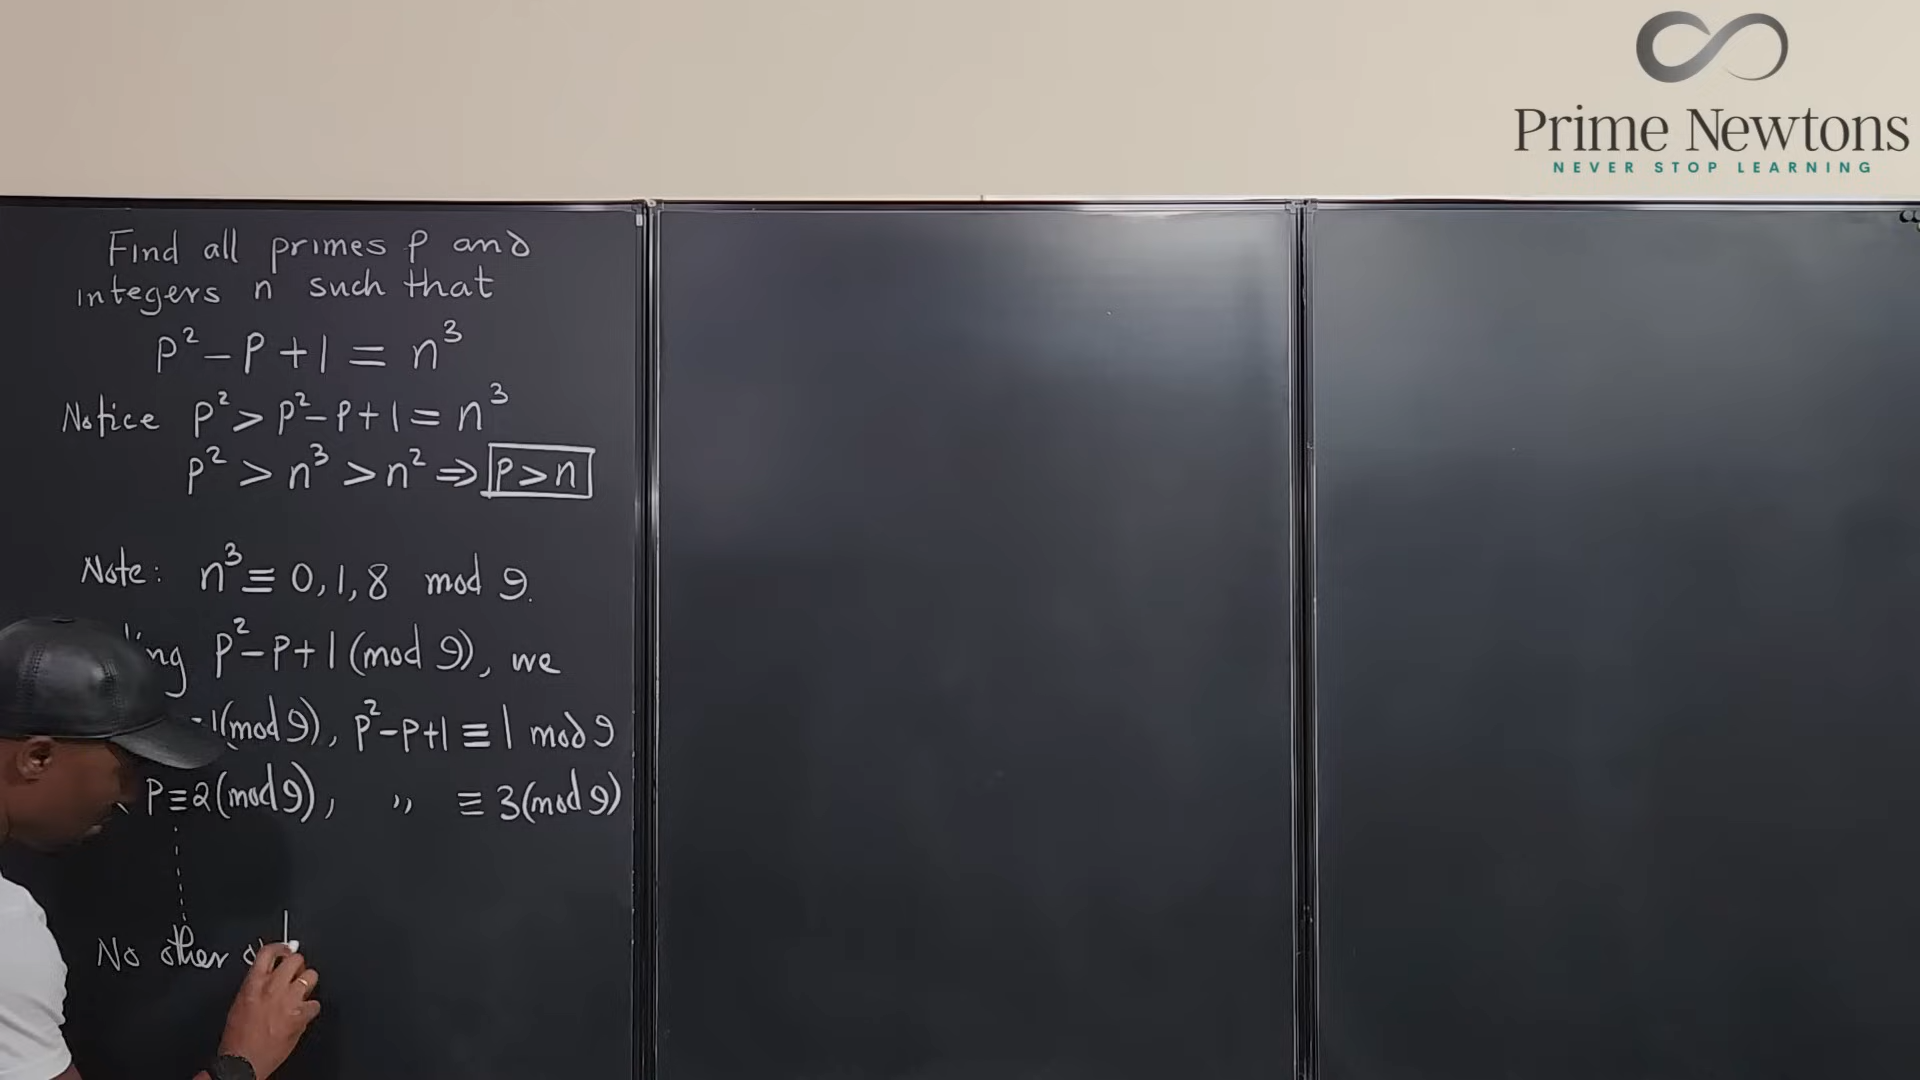 Prime Newtons
NEVER STOP LEARNING
Find all primes p and
integers n such that
p² - p + 1 = n³
Notice p² > p² - p + 1 = n³
p² > n³ > n² ⇒ p > n
Note: n³ ≡ 0, 1, 8 mod 9.
p² - p + 1 (mod 9), we
1(mod 9), p² - p + 1 ≡ 1 mod 9
p ≡ 2(mod 9), ,, ≡ 3(mod 9)
No other